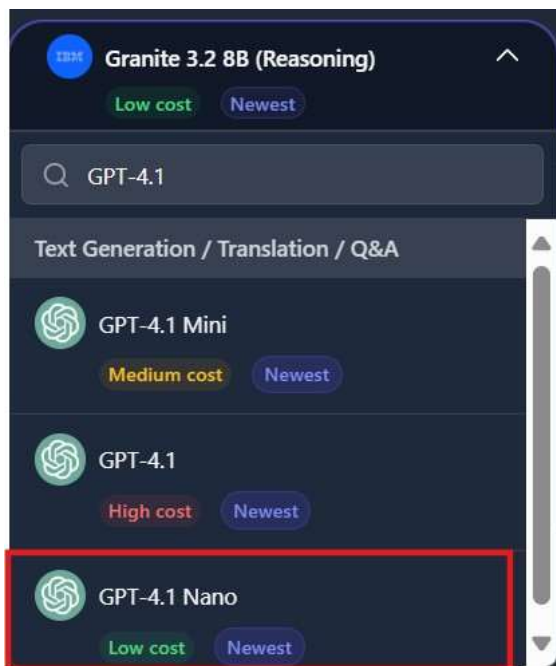 IBM Granite 3.2 8B (Reasoning)
Low cost Newest
GPT-4.1
Text Generation / Translation / Q&A
GPT-4.1 Mini
Medium cost Newest
GPT-4.1
High cost Newest
GPT-4.1 Nano
Low cost Newest